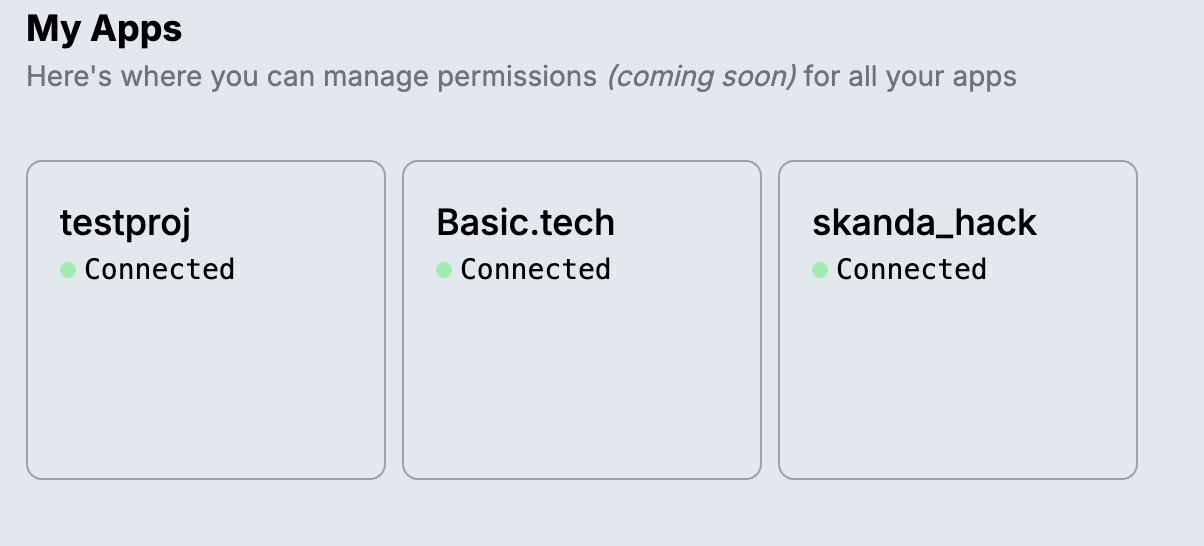 My Apps
Here's where you can manage permissions (coming soon) for all your apps
testproj
Connected
Basic.tech
Connected
skanda_hack
Connected